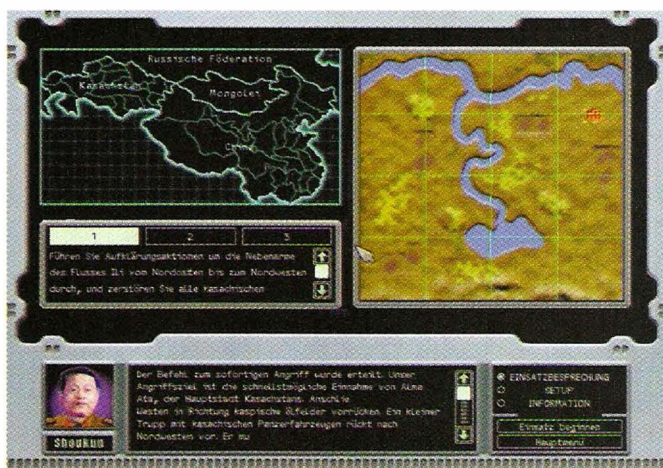 Russische Föderation
Kasachstan
Mongolei
China
1
2
3
Führen Sie Aufklärungsaktionen um die Nebenarme
des Flusses Ili vom Nordosten bis zum Nordwesten
durch, und zerstören Sie alle kasachischen
Der Befehl zum sofortigen Angriff wurde erteilt. Unser
Angriffsziel ist die schnellstmögliche Einnahme von Alma
Ata, der Hauptstadt Kasachstans. Anschlie
Westen in Richtung kaspische Ölfelder vorrücken. Ein kleiner
Trupp mit kasachischen Panzerfahrzeugen rückt nach
Nordwesten vor. Er mu
EINSATZBESPRECHUNG
SETUP
INFORMATION
Einsatz beginnen
Hauptmenü